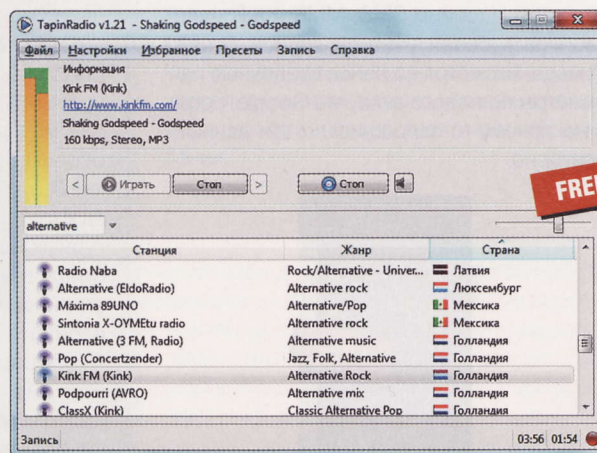 TapinRadio v1.21 - Shaking Godspeed - Godspeed
Файл Настройки Избранное Пресеты Запись Справка
Информация
Kink FM (Kink)
http://www.kinkfm.com/
Shaking Godspeed - Godspeed
160 kbps, Stereo, MP3
< Играть Стоп > Стоп
FREE
alternative
Станция Жанр Страна
Radio Naba Rock/Alternative - Univer... Латвия
Alternative (EldoRadio) Alternative rock Люксембург
Máxima 89UNO Alternative/Pop Мексика
Sintonia X-OYMEtu radio Alternative rock Мексика
Alternative (3 FM, Radio) Alternative music Голландия
Pop (Concertzender) Jazz, Folk, Alternative Голландия
Kink FM (Kink) Alternative Rock Голландия
Podpourri (AVRO) Alternative mix Голландия
ClassX (Kink) Classic Alternative Pop Голландия
Запись 03:56 01:54